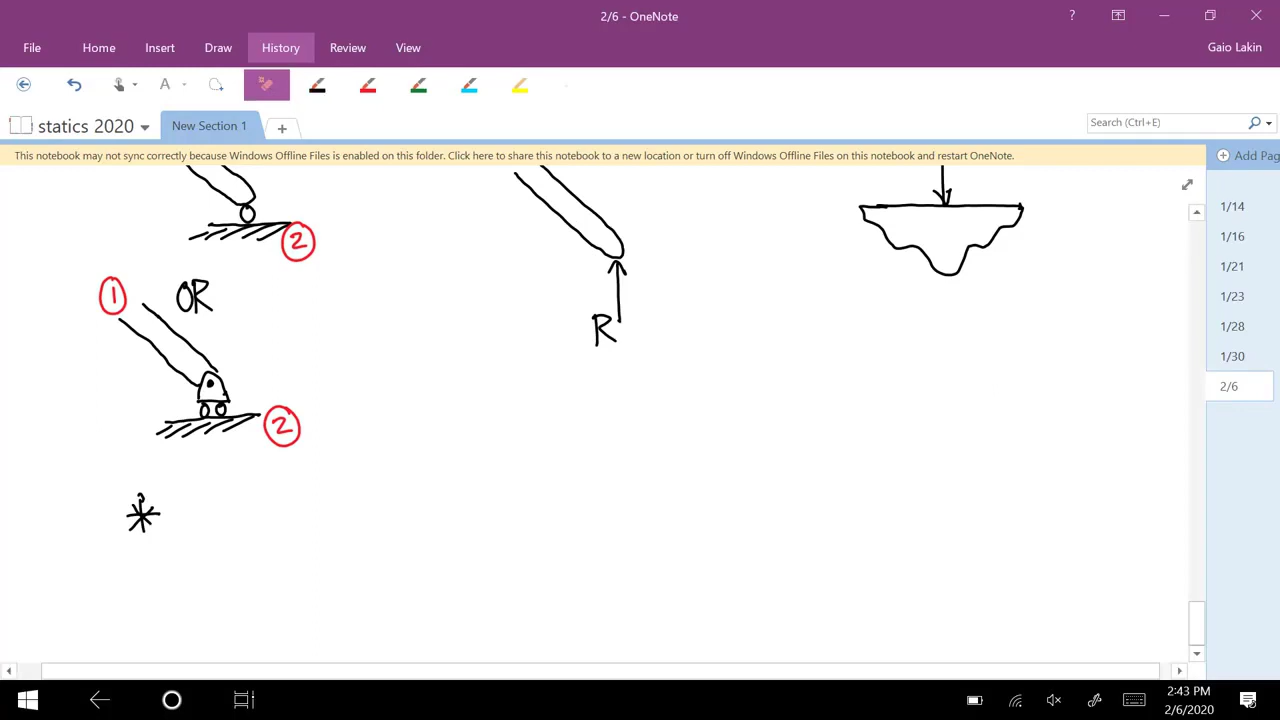 2/6 - OneNote
?
File Home Insert Draw History Review View
Gaio Lakin
A
statics 2020
New Section 1
+
Search (Ctrl+E)
This notebook may not sync correctly because Windows Offline Files is enabled on this folder. Click here to share this notebook to a new location or turn off Windows Offline Files on this notebook and restart OneNote.
Add Pag
1/14
1/16
1/21
1/23
1/28
1/30
2/6
2
1
OR
R
2
*
2:43 PM
2/6/2020